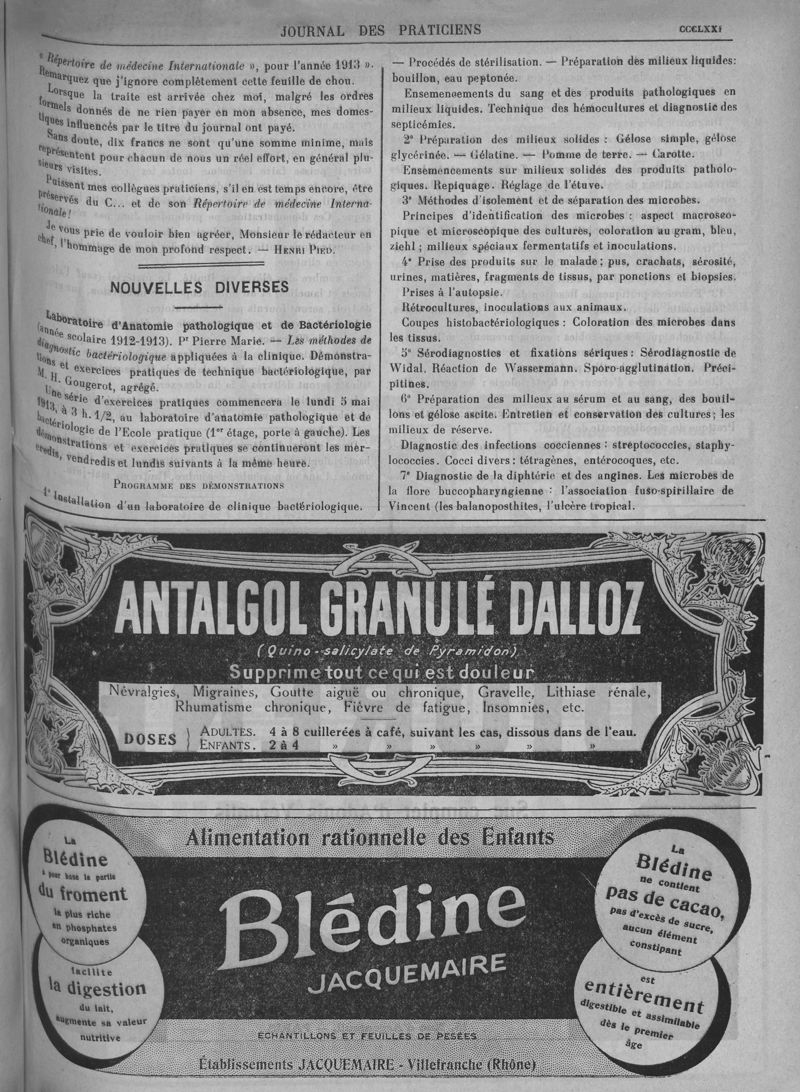 JOURNAL DES PRATICIENS
CCCLXXI
« Répertoire de médecine Internationale », pour l'année 1913 ».
Remarquez que j'ignore complètement cette feuille de chou.
Lorsque la traite est arrivée chez moi, malgré les ordres
formels donnés de ne rien payer en mon absence, mes domes-
tiques influencés par le titre du journal ont payé.
Sans doute, dix francs ne sont qu'une somme minime, mais
représentent pour chacun de nous un réel effort, en général plu-
sieurs visites.
Puissent mes collègues praticiens, s'il en est temps encore, être
préservés du C... et de son Répertoire de médecine Interna-
tionale !
Je vous prie de vouloir bien agréer, Monsieur le rédacteur en
chef, l'hommage de mon profond respect. — HENRI PIED.
NOUVELLES DIVERSES
Laboratoire d'Anatomie pathologique et de Bactériologie
(année scolaire 1912-1913). Pr Pierre Marie. — Les méthodes de
diagnostic bactériologique appliquées à la clinique. Démonstra-
tions et exercices pratiques de technique bactériologique, par
M. H. Gougerot, agrégé.
Une série d'exercices pratiques commencera le lundi 5 mai
1913, à 3 h. 1/2, au laboratoire d'anatomie pathologique et de
bactériologie de l'Ecole pratique (1er étage, porte à gauche). Les
démonstrations et exercices pratiques se continueront les mer-
credis, vendredis et lundis suivants à la même heure.
PROGRAMME DES DÉMONSTRATIONS
1° Installation d'un laboratoire de clinique bactériologique.
— Procédés de stérilisation. — Préparation des milieux liquides:
bouillon, eau peptonée.
Ensemencements du sang et des produits pathologiques en
milieux liquides. Technique des hémocultures et diagnostic des
septicémies.
2° Préparation des milieux solides : Gélose simple, gélose
glycérinée. — Gélatine. — Pomme de terre. — Carotte.
Ensemencements sur milieux solides des produits patholo-
giques. Repiquage. Réglage de l'étuve.
3° Méthodes d'isolement et de séparation des microbes.
Principes d'identification des microbes : aspect macrosco-
pique et microscopique des cultures, coloration au gram, bleu,
ziehl ; milieux spéciaux fermentatifs et inoculations.
4° Prise des produits sur le malade ; pus, crachats, sérosité,
urines, matières, fragments de tissus, par ponctions et biopsies.
Prises à l'autopsie.
Rétrocultures, inoculations aux animaux.
Coupes histobactériologiques : Coloration des microbes dans
les tissus.
5° Sérodiagnostics et fixations sériques : Sérodiagnostic de
Widal. Réaction de Wassermann. Sporo-agglutination. Préci-
pitines.
6° Préparation des milieux au sérum et au sang, des bouil-
lons et gélose ascite. Entretien et conservation des cultures ; les
milieux de réserve.
Diagnostic des infections cocciennes : streptococcies, staphy-
lococcies. Cocci divers : tétragènes, entérocoques, etc.
7° Diagnostic de la diphtérie et des angines. Les microbes de
la flore buccopharyngienne : l'association fuso-spirillaire de
Vincent (les balanoposthites, l'ulcère tropical.
ANTALGOL GRANULÉ DALLOZ
(Quino-salicylate de Pyramidon)
Supprime tout ce qui est douleur
Névralgies, Migraines, Goutte aiguë ou chronique, Gravelle, Lithiase rénale,
Rhumatisme chronique, Fièvre de fatigue, Insomnies, etc.
DOSES
ADULTES. 4 à 8 cuillerées à café, suivant les cas, dissous dans de l'eau.
ENFANTS. 2 à 4 » » » » » »
Alimentation rationnelle des Enfants
La
Blédine
a pour base la partie
du froment
la plus riche
en phosphates
organiques
facilite
la digestion
du lait,
augmente sa valeur
nutritive
Blédine
JACQUEMAIRE
La
Blédine
ne contient
pas de cacao,
pas d'excès de sucre,
aucun élément
constipant
est
entièrement
digestible et assimilable
dès le premier
âge
ECHANTILLONS ET FEUILLES DE PESÉES
Établissements JACQUEMAIRE - Villefranche (Rhône)